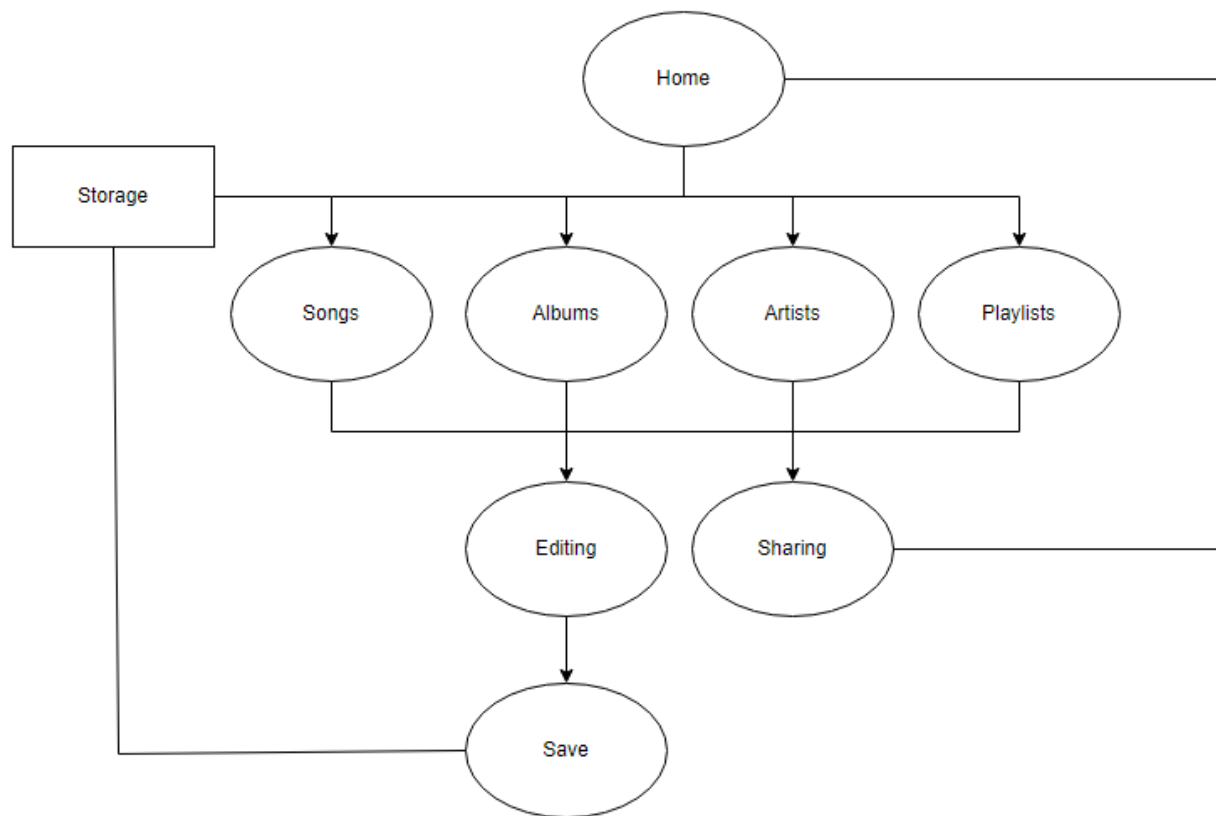 Home
Storage
Songs
Albums
Artists
Playlists
Editing
Sharing
Save